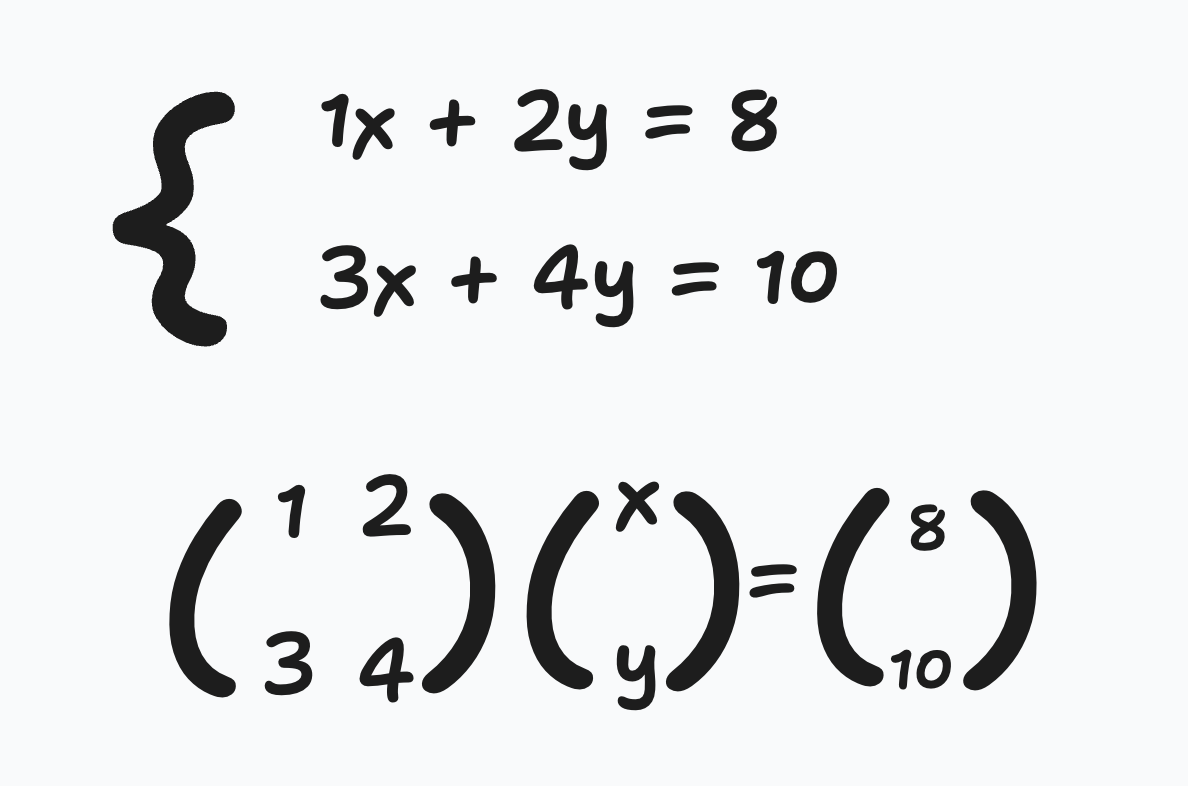 1x + 2y = 8
3x + 4y = 10
1 2 x 8
=
3 4 y 10